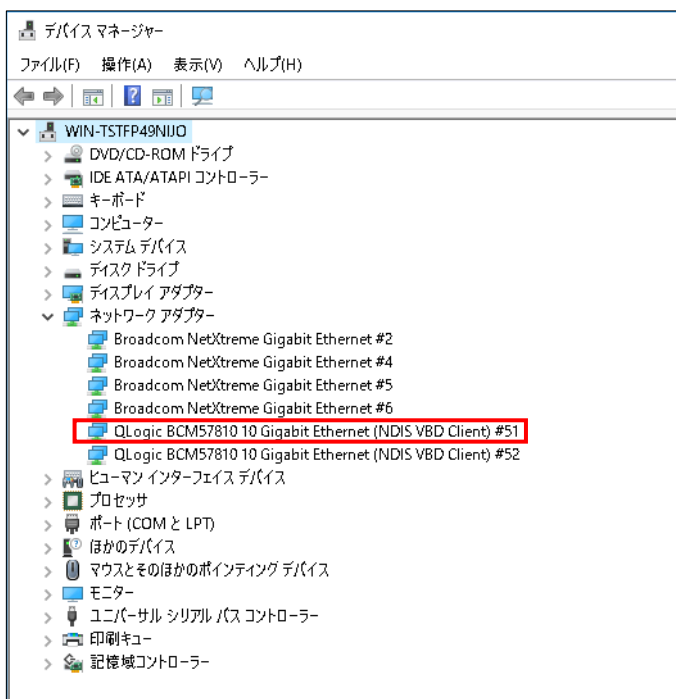 デバイス マネージャー
ファイル(F) 操作(A) 表示(V) ヘルプ(H)
WIN-TSTFP49NIJO
DVD/CD-ROM ドライブ
IDE ATA/ATAPI コントローラー
キーボード
コンピューター
システム デバイス
ディスク ドライブ
ディスプレイ アダプター
ネットワーク アダプター
Broadcom NetXtreme Gigabit Ethernet #2
Broadcom NetXtreme Gigabit Ethernet #4
Broadcom NetXtreme Gigabit Ethernet #5
Broadcom NetXtreme Gigabit Ethernet #6
QLogic BCM57810 10 Gigabit Ethernet (NDIS VBD Client) #51
QLogic BCM57810 10 Gigabit Ethernet (NDIS VBD Client) #52
ヒューマン インターフェイス デバイス
プロセッサ
ポート (COM と LPT)
ほかのデバイス
マウスとそのほかのポインティング デバイス
モニター
ユニバーサル シリアル バス コントローラー
印刷キュー
記憶域コントローラー